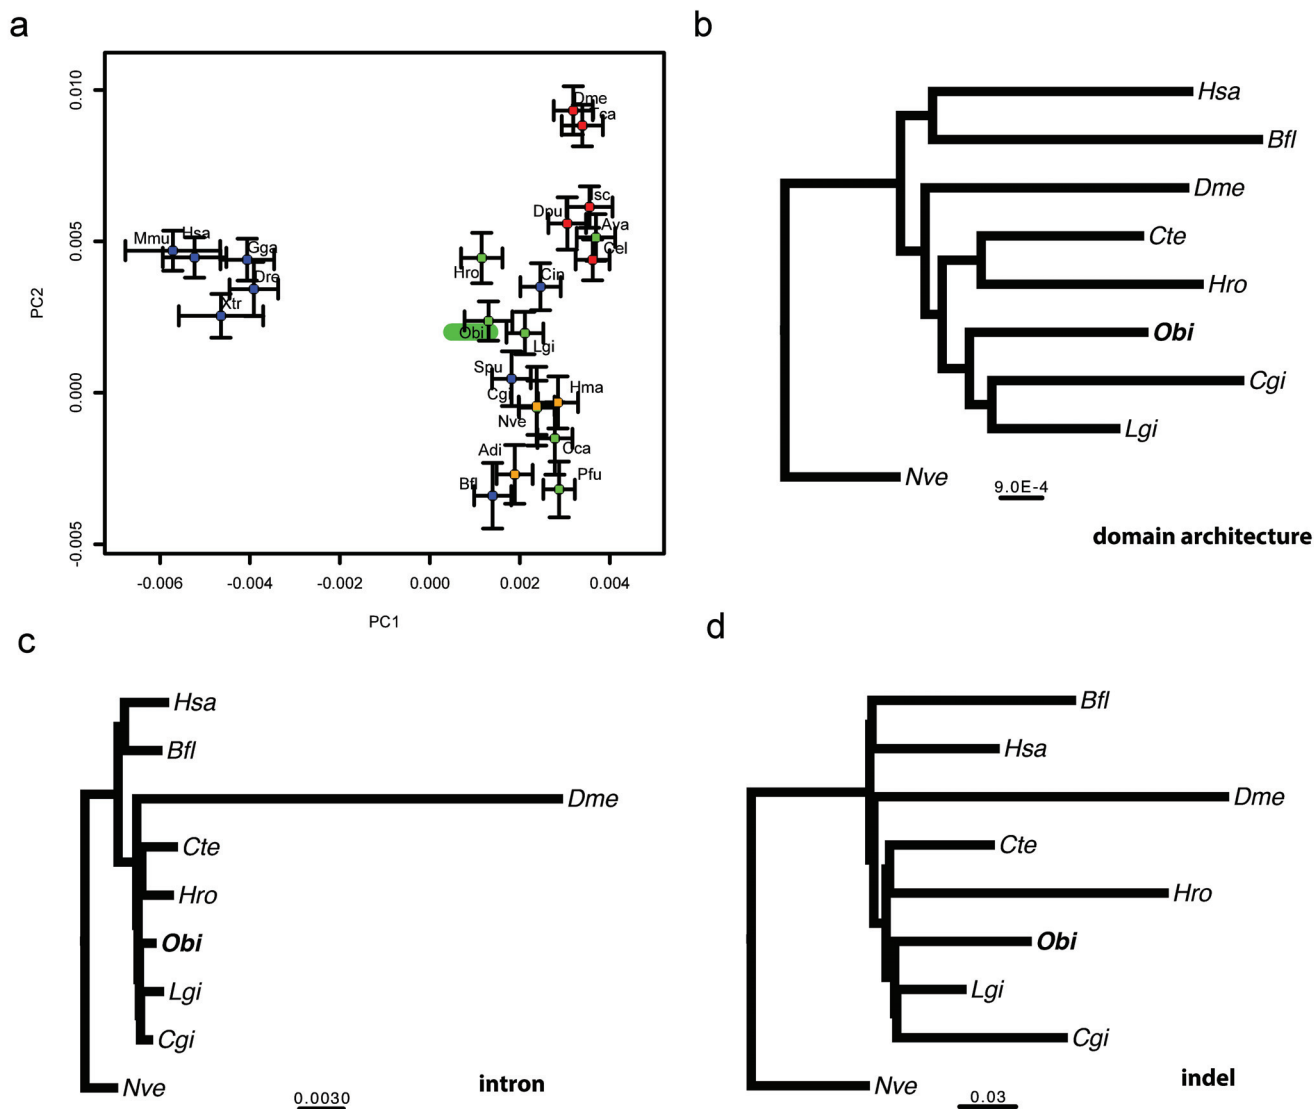 a
0.010
0.005
0.000
-0.005
PC2
Dme
Tca
Isc
Dpu
Ava
Cel
Mmu
Hsa
Gga
Dre
Xtr
Hro
Cin
Obi
Lgi
Spu
Cgi
Hma
Nve
Cca
Adi
Bfl
Pfu
-0.006
-0.004
-0.002
0.000
0.002
0.004
PC1
b
Hsa
Bfl
Dme
Cte
Hro
Obi
Cgi
Lgi
Nve
9.0E-4
domain architecture
c
Hsa
Bfl
Dme
Cte
Hro
Obi
Lgi
Cgi
Nve
intron
0.0030
d
Bfl
Hsa
Dme
Cte
Hro
Obi
Lgi
Cgi
Nve
indel
0.03